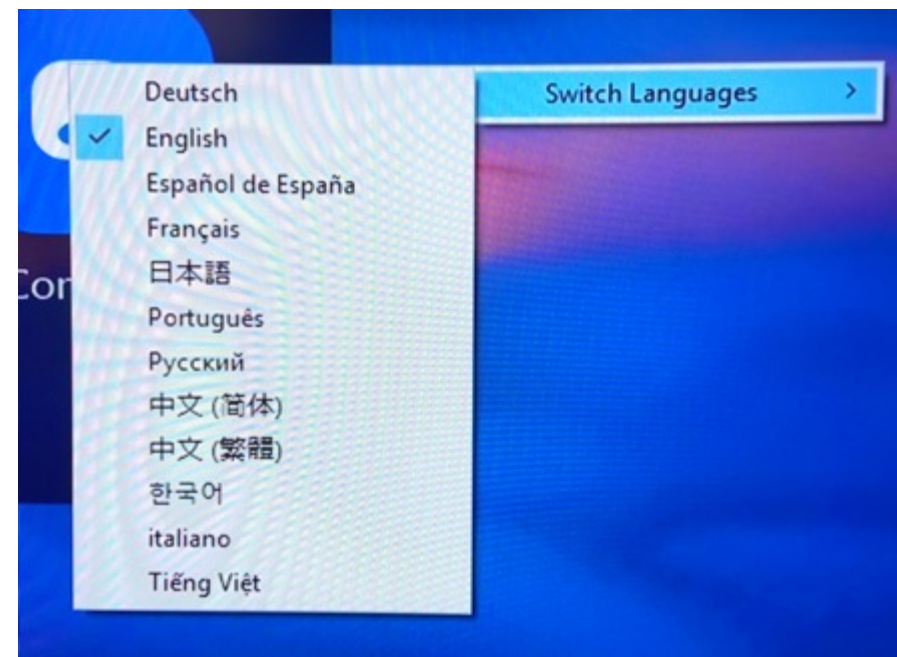 Switch Languages
Deutsch
English
Español de España
Français
日本語
Português
Русский
中文 (简体)
中文 (繁體)
한국어
italiano
Tiếng Việt